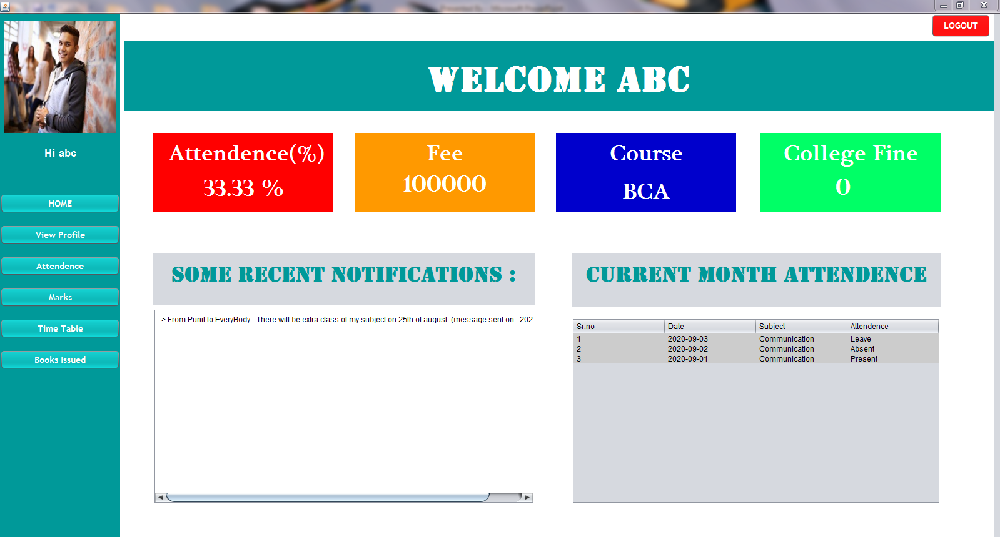 LOGOUT
WELCOME ABC
Hi abc
HOME
View Profile
Attendence
Marks
Time Table
Books Issued
Attendence(%)
33.33 %
Fee
100000
Course
BCA
College Fine
0
SOME RECENT NOTIFICATIONS :
-> From Punit to EveryBody - There will be extra class of my subject on 25th of august. (message sent on : 202
CURRENT MONTH ATTENDENCE
Sr.no Date Subject Attendence
1 2020-09-03 Communication Leave
2 2020-09-02 Communication Absent
3 2020-09-01 Communication Present